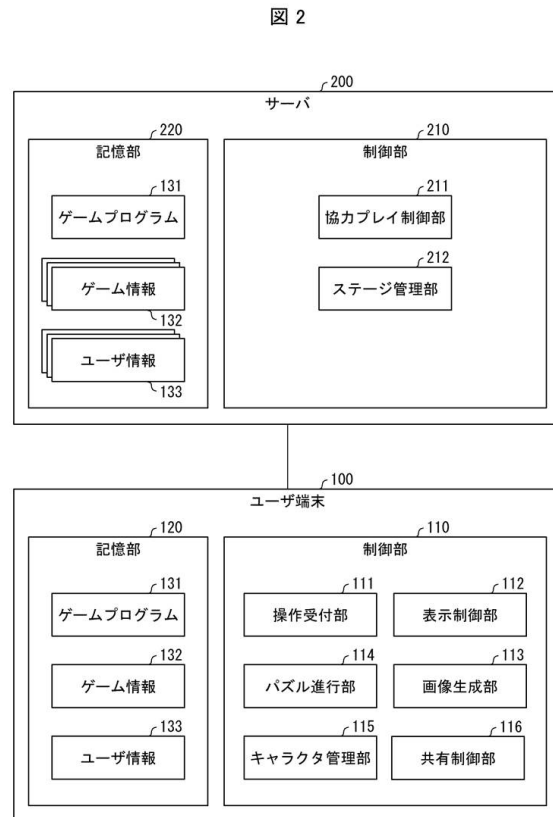 図2
200
サーバ
220
記憶部
131
ゲームプログラム
ゲーム情報
132
ユーザ情報
133
210
制御部
211
協力プレイ制御部
212
ステージ管理部
100
ユーザ端末
120
記憶部
131
ゲームプログラム
132
ゲーム情報
133
ユーザ情報
110
制御部
111
操作受付部
112
表示制御部
114
パズル進行部
113
画像生成部
115
キャラクタ管理部
116
共有制御部